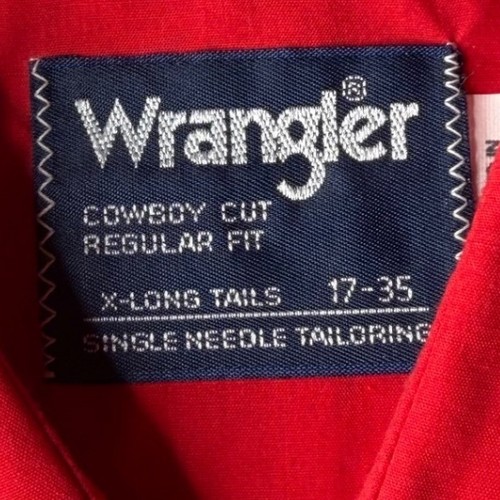 Wrangler®
COWBOY CUT
REGULAR FIT
X-LONG TAILS 17-35
SINGLE NEEDLE TAILORING